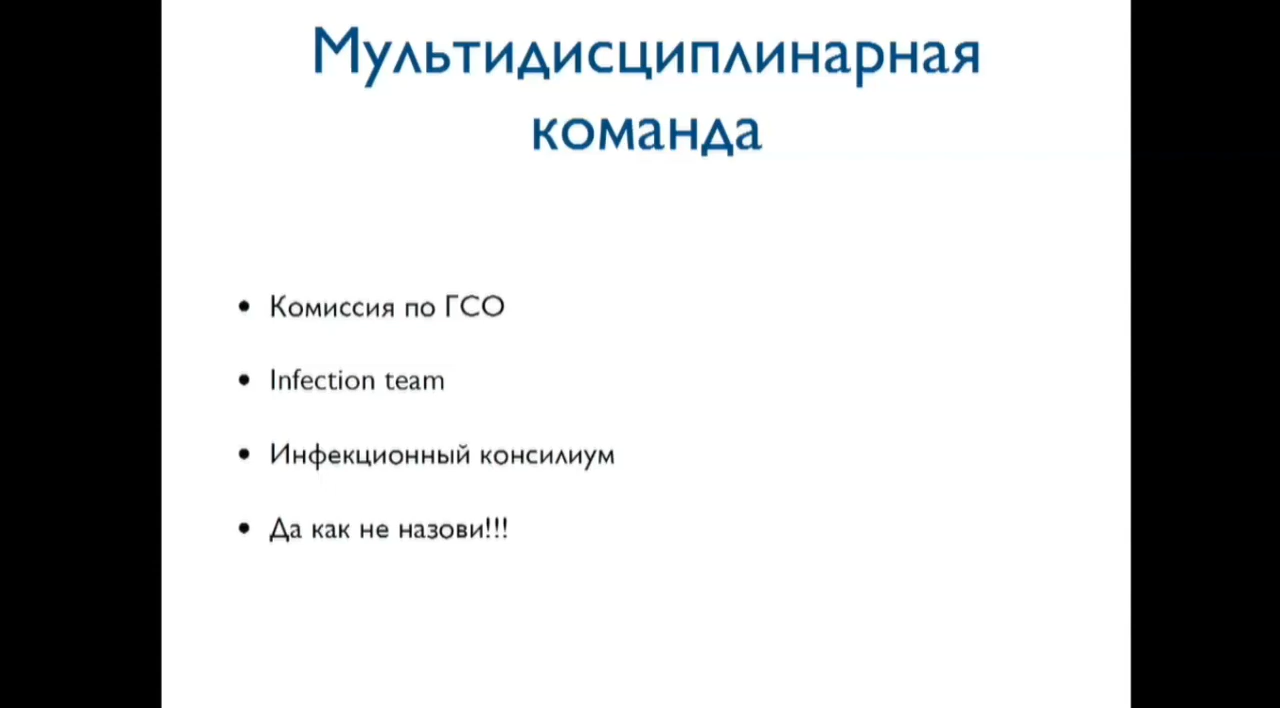 Мультидисциплинарная
команда
• Комиссия по ГСО
• Infection team
• Инфекционный консилиум
• Да как не назови!!!